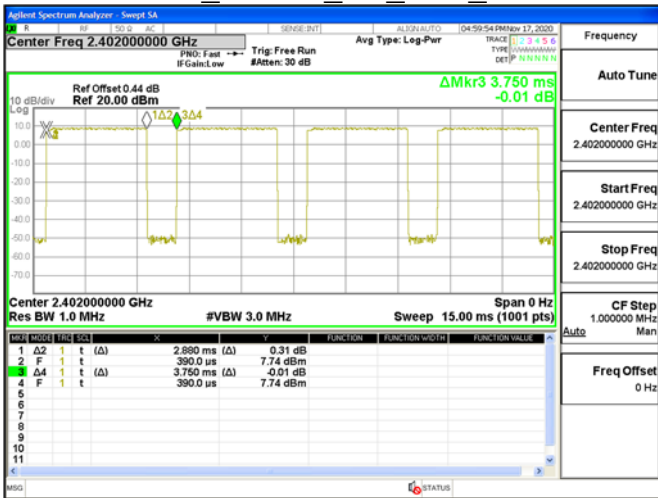 Agilent Spectrum Analyzer - Swept SA
R RF 50 Ω AC SENSE:INT ALIGN AUTO 04:59:54 PM Nov 17, 2020
Center Freq 2.402000000 GHz
PNO: Fast
IFGain:Low
Trig: Free Run
#Atten: 30 dB
Avg Type: Log-Pwr
TRACE 1 2 3 4 5 6
TYPE
DET P N N N N N
Ref Offset 0.44 dB
Ref 20.00 dBm
10 dB/div
Log
ΔMkr3 3.750 ms
-0.01 dB
1Δ2
3Δ4
10.0
0.00
-10.0
-20.0
-30.0
-40.0
-50.0
-60.0
-70.0
Center 2.402000000 GHz
Res BW 1.0 MHz
#VBW 3.0 MHz
Span 0 Hz
Sweep 15.00 ms (1001 pts)
MKR MODE TRC SCL X Y FUNCTION FUNCTION WIDTH FUNCTION VALUE
1 Δ2 1 t (Δ) 2.880 ms (Δ) 0.31 dB
2 F 1 t 390.0 µs 7.74 dBm
3 Δ4 1 t (Δ) 3.750 ms (Δ) -0.01 dB
4 F 1 t 390.0 µs 7.74 dBm
5
6
7
8
9
10
11
MSG STATUS
Frequency
Auto Tune
Center Freq
2.402000000 GHz
Start Freq
2.402000000 GHz
Stop Freq
2.402000000 GHz
CF Step
1.000000 MHz
Auto Man
Freq Offset
0 Hz